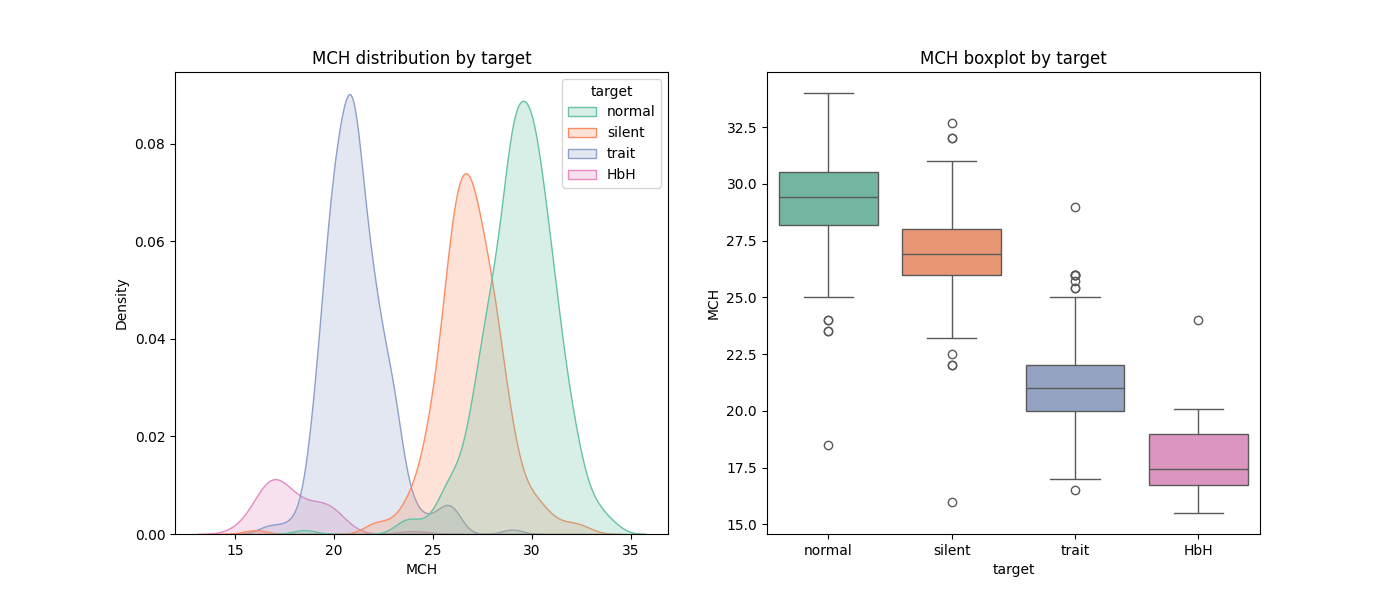 MCH distribution by target
target
normal
silent
trait
HbH
0.08
0.06
0.04
0.02
0.00
Density
15 20 25 30 35
MCH
MCH boxplot by target
32.5
30.0
27.5
25.0
22.5
20.0
17.5
15.0
MCH
normal silent trait HbH
target